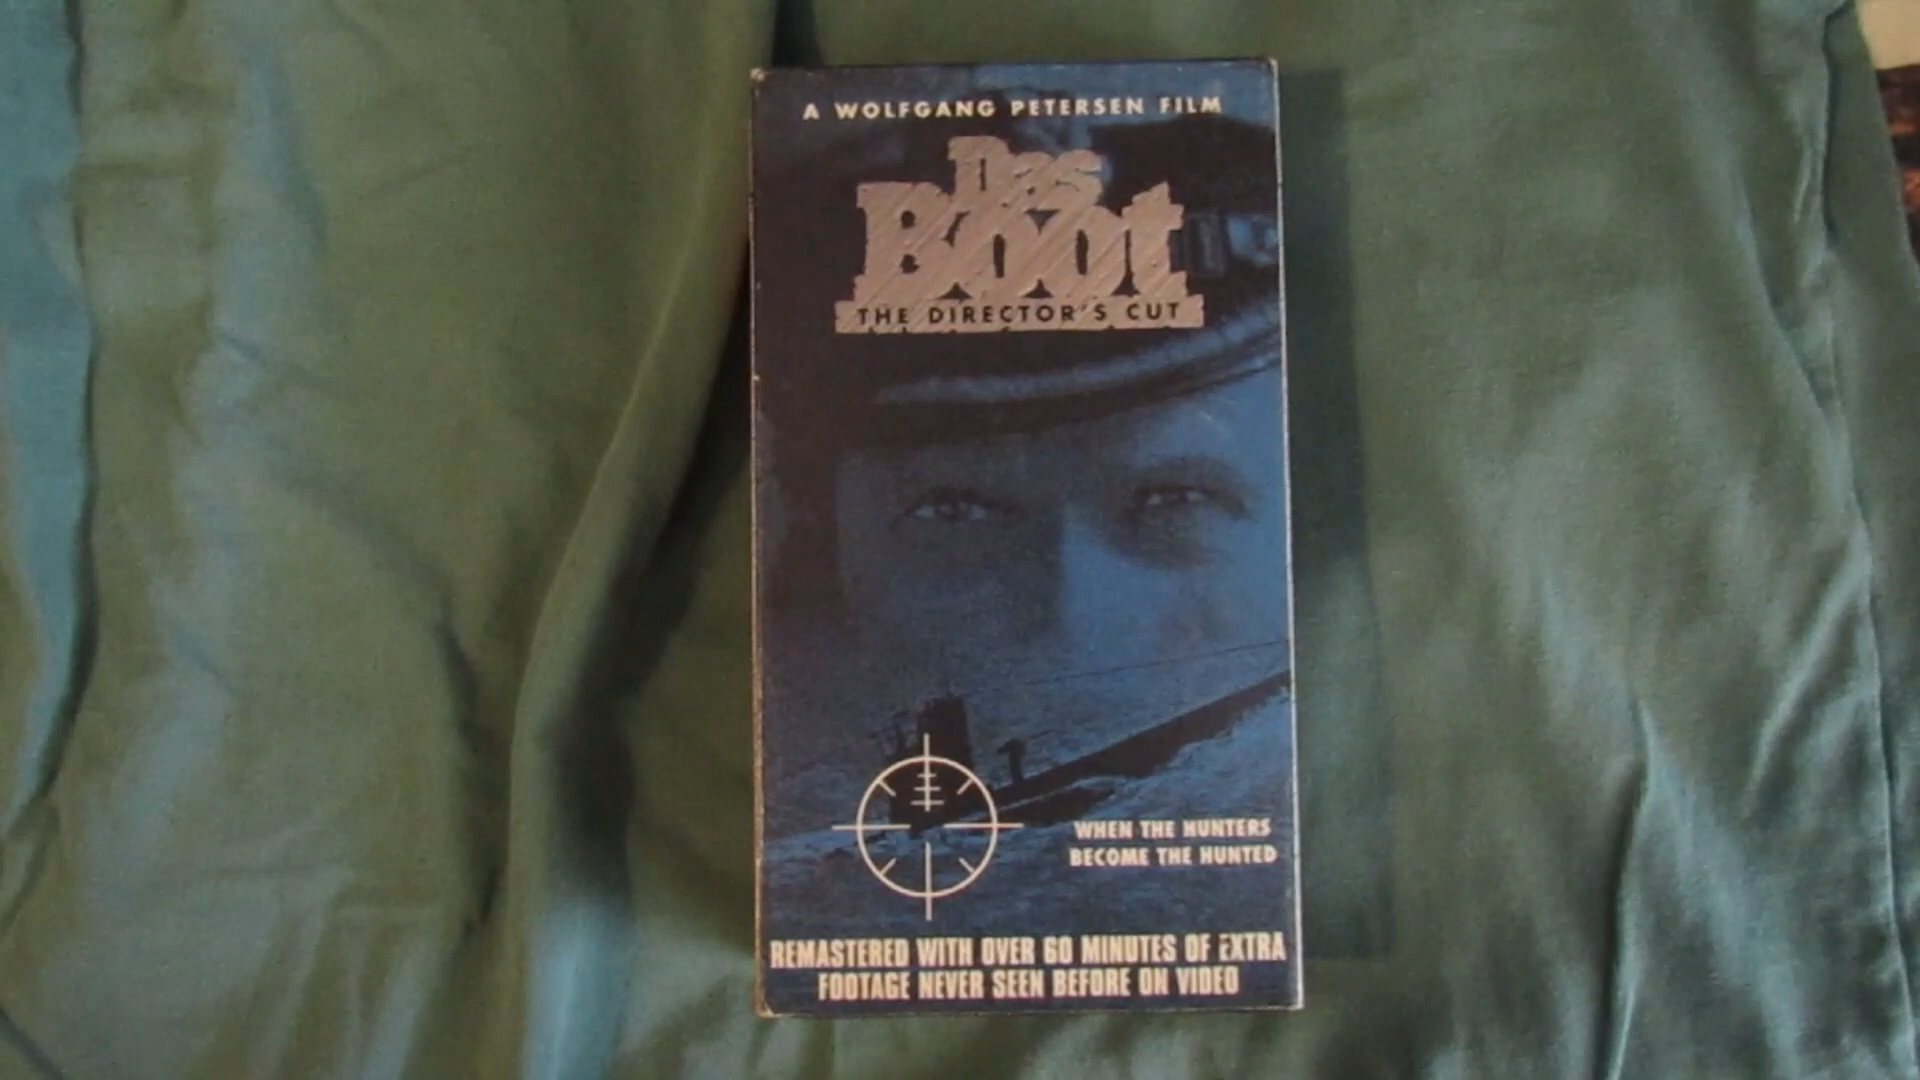 A WOLFGANG PETERSEN FILM
Das
Boot
THE DIRECTOR'S CUT
WHEN THE HUNTERS
BECOME THE HUNTED
REMASTERED WITH OVER 60 MINUTES OF EXTRA
FOOTAGE NEVER SEEN BEFORE ON VIDEO